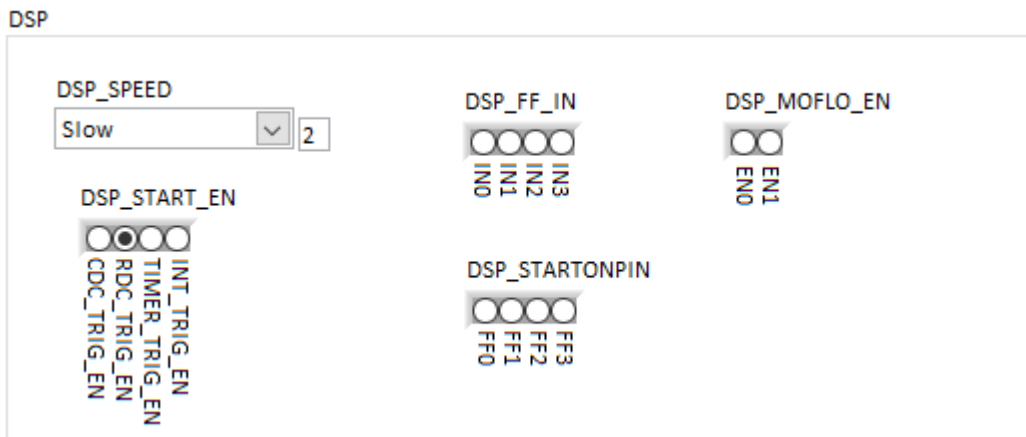 DSP
DSP_SPEED
Slow
2
DSP_FF_IN
IN0
IN1
IN2
IN3
DSP_MOFLO_EN
EN0
EN1
DSP_START_EN
CDC_TRIG_EN
RDC_TRIG_EN
TIMER_TRIG_EN
INT_TRIG_EN
DSP_STARTONPIN
FF0
FF1
FF2
FF3